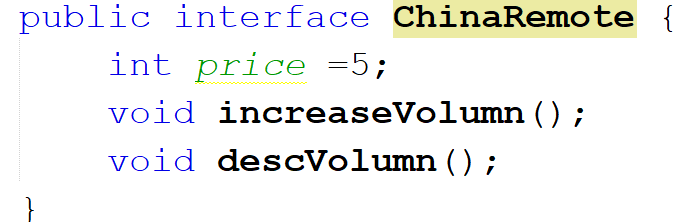 public interface ChinaRemote {
int price =5;
void increaseVolumn();
void descVolumn();
}